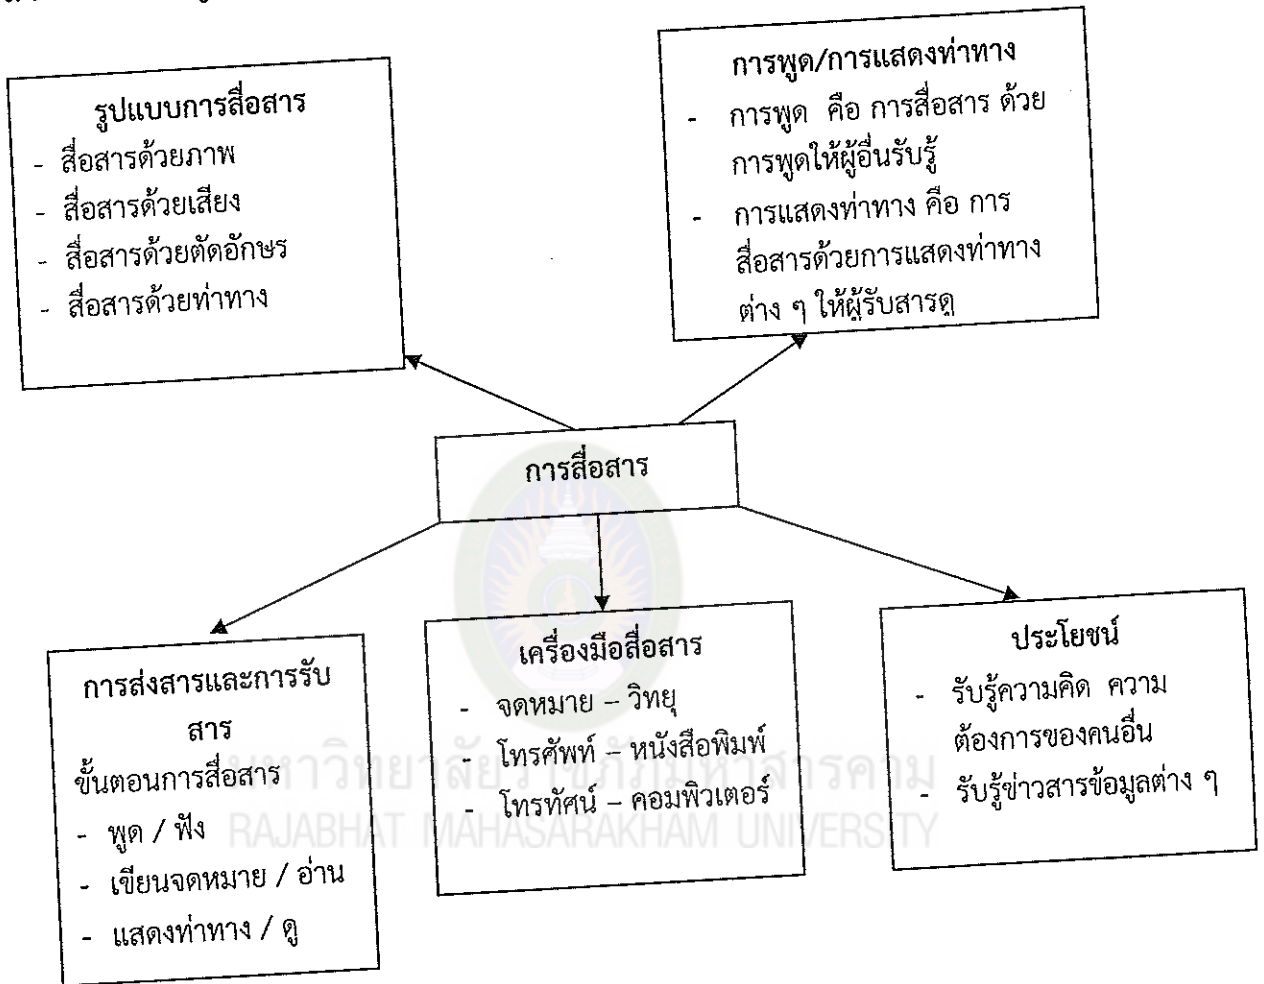 รูปแบบการสื่อสาร
- สื่อสารด้วยภาพ
- สื่อสารด้วยเสียง
- สื่อสารด้วยตัดอักษร
- สื่อสารด้วยท่าทาง
การพูด/การแสดงท่าทาง
- การพูด คือ การสื่อสาร ด้วย
การพูดให้ผู้อื่นรับรู้
- การแสดงท่าทาง คือ การ
สื่อสารด้วยการแสดงท่าทาง
ต่าง ๆ ให้ผู้รับสารดู
การสื่อสาร
การส่งสารและการรับ
สาร
ขั้นตอนการสื่อสาร
- พูด / ฟัง
- เขียนจดหมาย / อ่าน
- แสดงท่าทาง / ดู
เครื่องมือสื่อสาร
- จดหมาย – วิทยุ
- โทรศัพท์ – หนังสือพิมพ์
- โทรทัศน์ – คอมพิวเตอร์
ประโยชน์
- รับรู้ความคิด ความ
ต้องการของคนอื่น
- รับรู้ข่าวสารข้อมูลต่าง ๆ
มหาวิทยาลัยราชภัฏมหาสารคาม
RAJABHAT MAHASARAKHAM UNIVERSITY